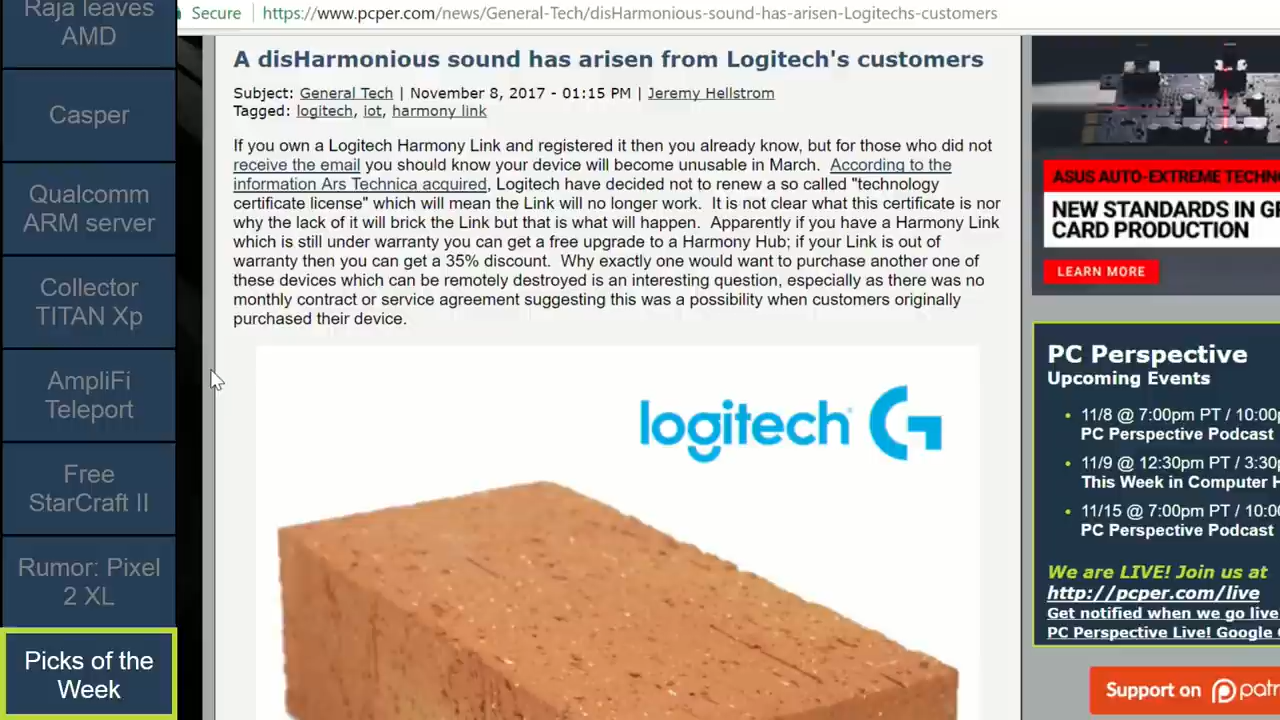 Raja leaves
AMD
Casper
Qualcomm
ARM server
Collector
TITAN Xp
AmpliFi
Teleport
Free
StarCraft II
Rumor: Pixel
2 XL
Picks of the
Week
Secure
https://www.pcper.com/news/General-Tech/disHarmonious-sound-has-arisen-Logitechs-customers
A disHarmonious sound has arisen from Logitech's customers
Subject: General Tech | November 8, 2017 - 01:15 PM | Jeremy Hellstrom
Tagged: logitech, iot, harmony link
If you own a Logitech Harmony Link and registered it then you already know, but for those who did not
receive the email you should know your device will become unusable in March. According to the
information Ars Technica acquired, Logitech have decided not to renew a so called "technology
certificate license" which will mean the Link will no longer work. It is not clear what this certificate is nor
why the lack of it will brick the Link but that is what will happen. Apparently if you have a Harmony Link
which is still under warranty you can get a free upgrade to a Harmony Hub; if your Link is out of
warranty then you can get a 35% discount. Why exactly one would want to purchase another one of
these devices which can be remotely destroyed is an interesting question, especially as there was no
monthly contract or service agreement suggesting this was a possibility when customers originally
purchased their device.
logitech G
ASUS AUTO-EXTREME
NEW STANDARDS IN
CARD PRODUCTION
LEARN MORE
PC Perspective
Upcoming Events
• 11/8 @ 7:00pm PT / 10:00
PC Perspective Podcast
• 11/9 @ 12:30pm PT / 3:30
This Week in Computer
• 11/15 @ 7:00pm PT / 10:00
PC Perspective Podcast
We are LIVE! Join us at
http://pcper.com/live
Get notified when we go live
PC Perspective Live! Google
Support on